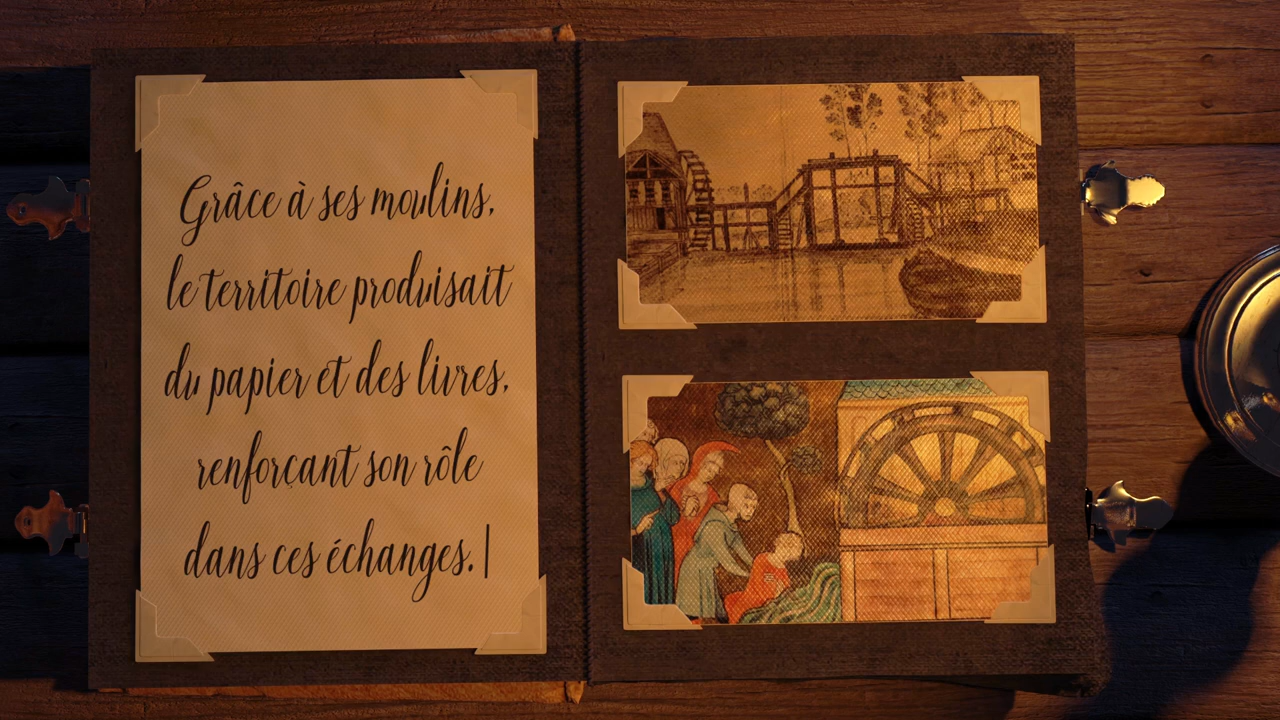 Grâce à ses moulins,
le territoire produisait
du papier et des livres,
renforçant son rôle
dans ces échanges.